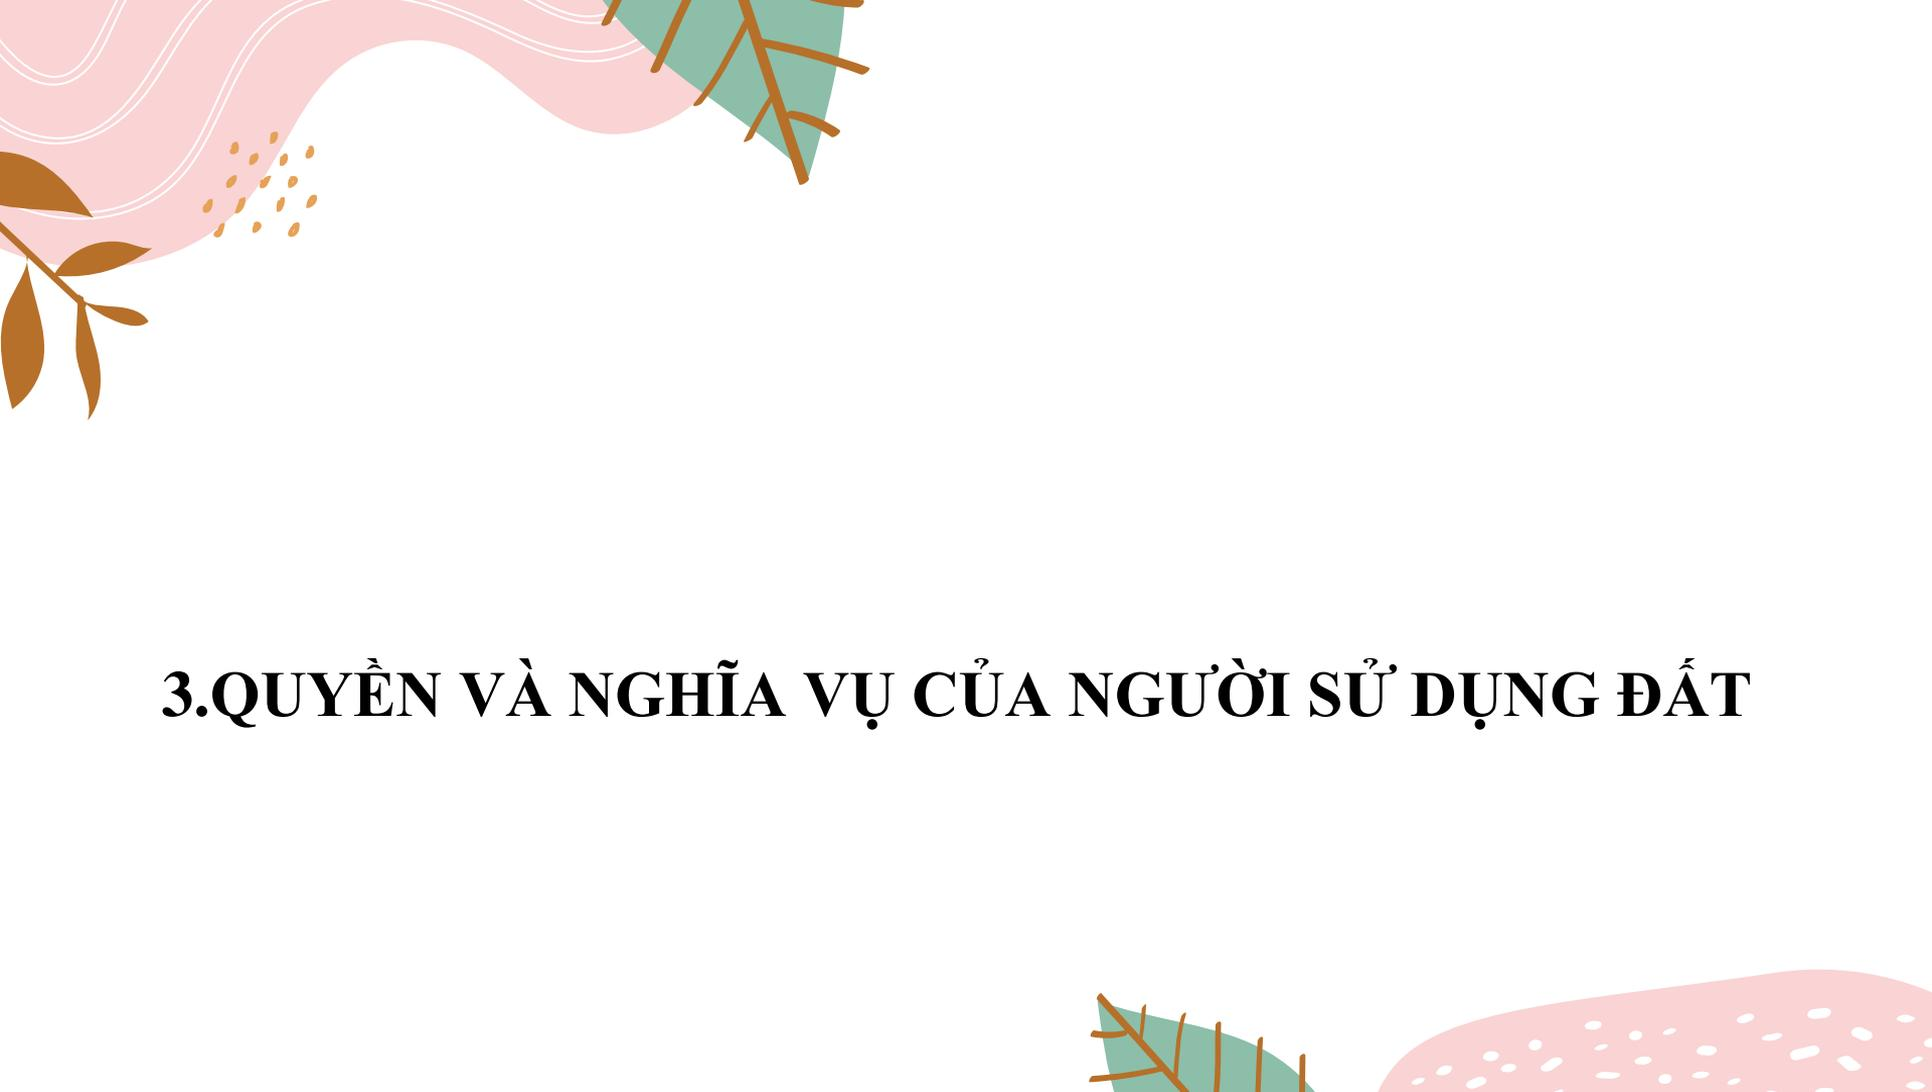 3.QUYỀN VÀ NGHĨA VỤ CỦA NGƯỜI SỬ DỤNG ĐẤT